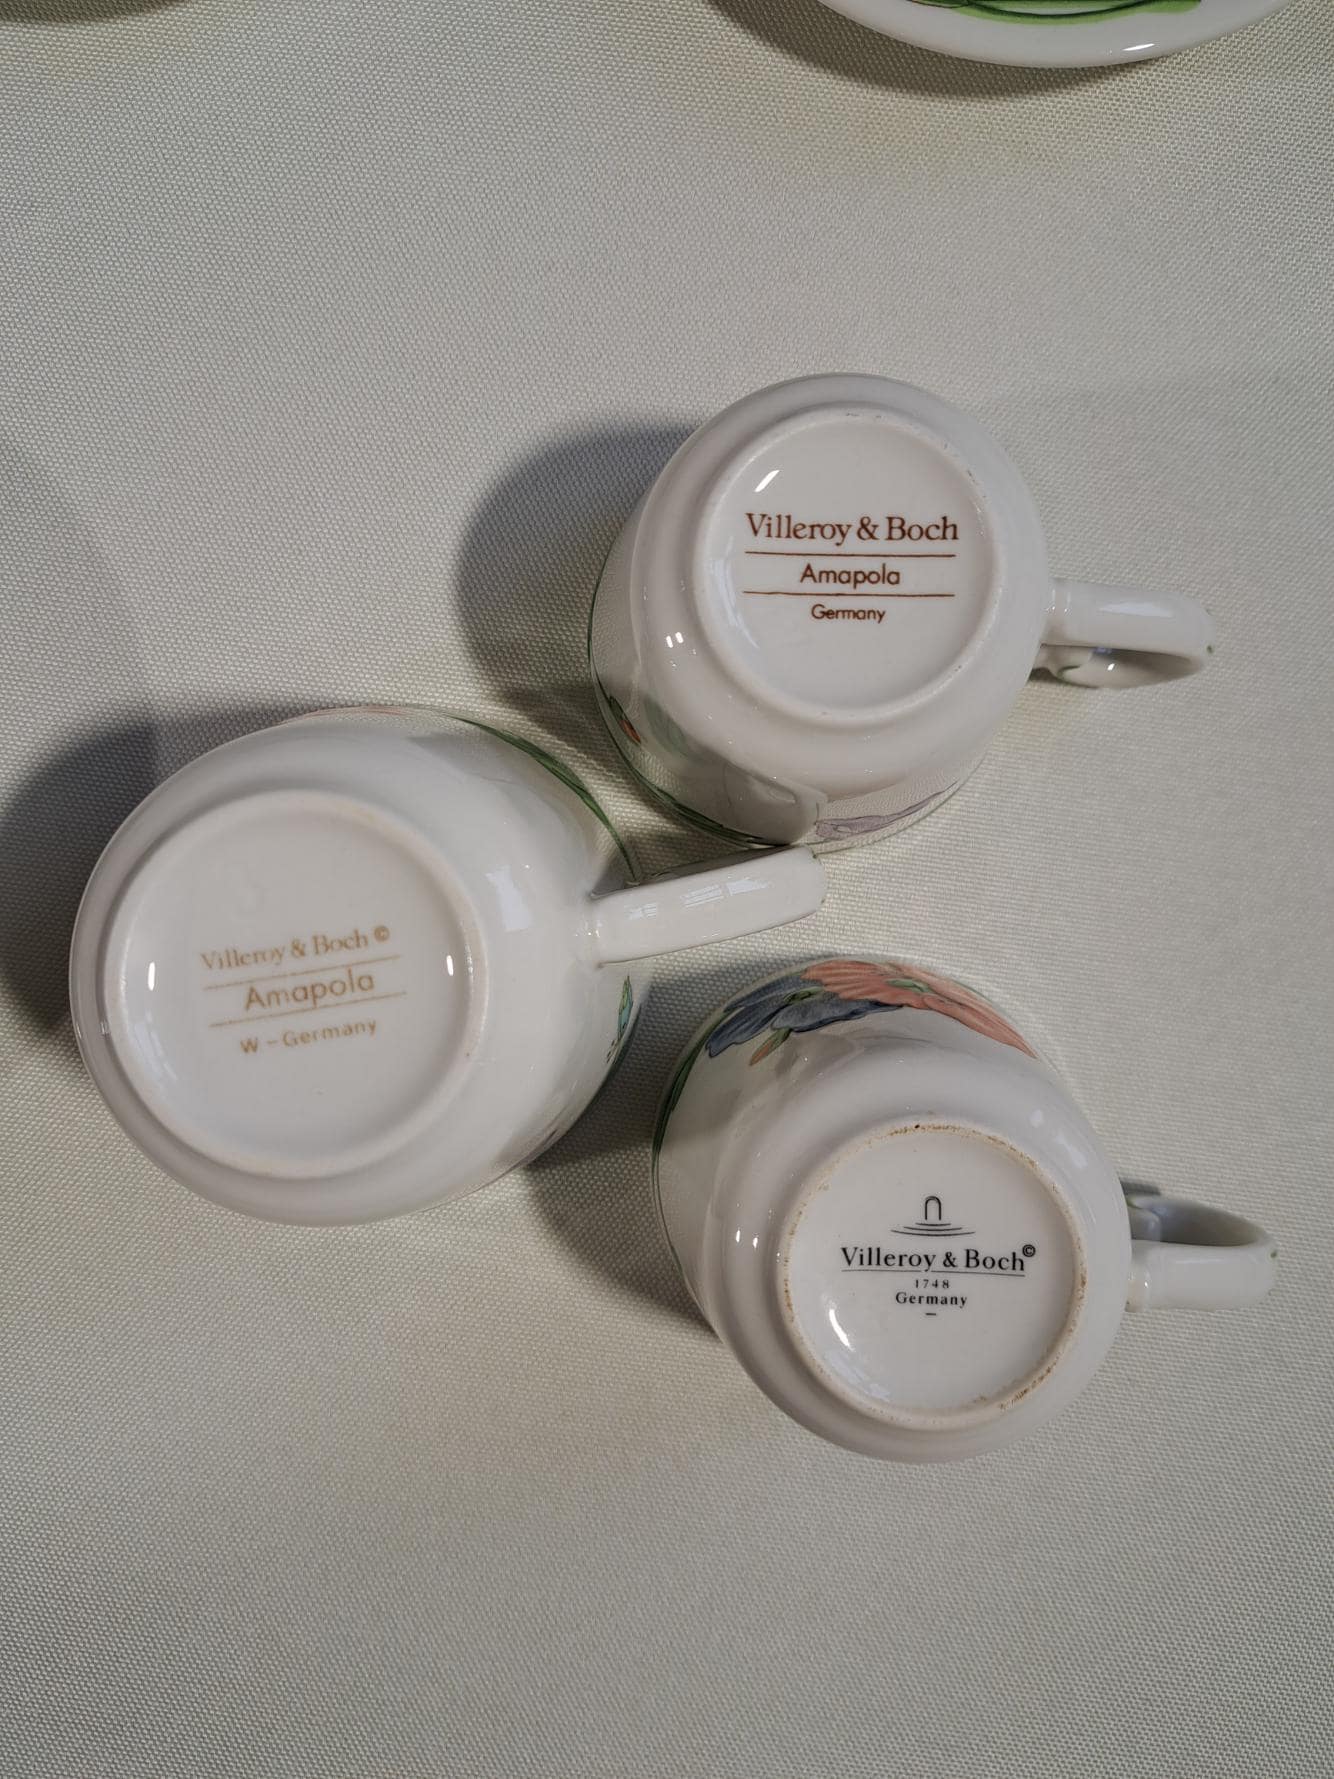 Villeroy & Boch
Amapola
Germany
Villeroy & Boch ©
Amapola
W - Germany
Villeroy & Boch©
1748
Germany